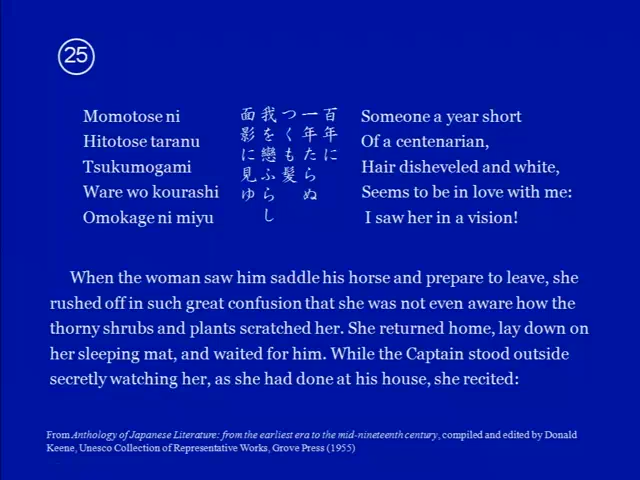 25
Momotose ni
Hitotose taranu
Tsukumogami
Ware wo kourashi
Omokage ni miyu
百年に
一年たらぬ
つくも髪
我を戀ふらし
面影に見ゆ
Someone a year short
Of a centenarian,
Hair disheveled and white,
Seems to be in love with me:
I saw her in a vision!
When the woman saw him saddle his horse and prepare to leave, she
rushed off in such great confusion that she was not even aware how the
thorny shrubs and plants scratched her. She returned home, lay down on
her sleeping mat, and waited for him. While the Captain stood outside
secretly watching her, as she had done at his house, she recited:
From Anthology of Japanese Literature: from the earliest era to the mid-nineteenth century, compiled and edited by Donald
Keene, Unesco Collection of Representative Works, Grove Press (1955)